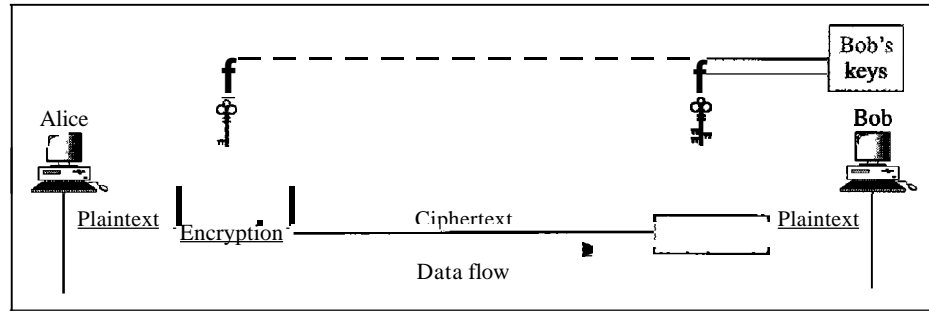 Bob's
keys
Alice
Bob
Plaintext
Encryption
Ciphertext
Plaintext
Data flow